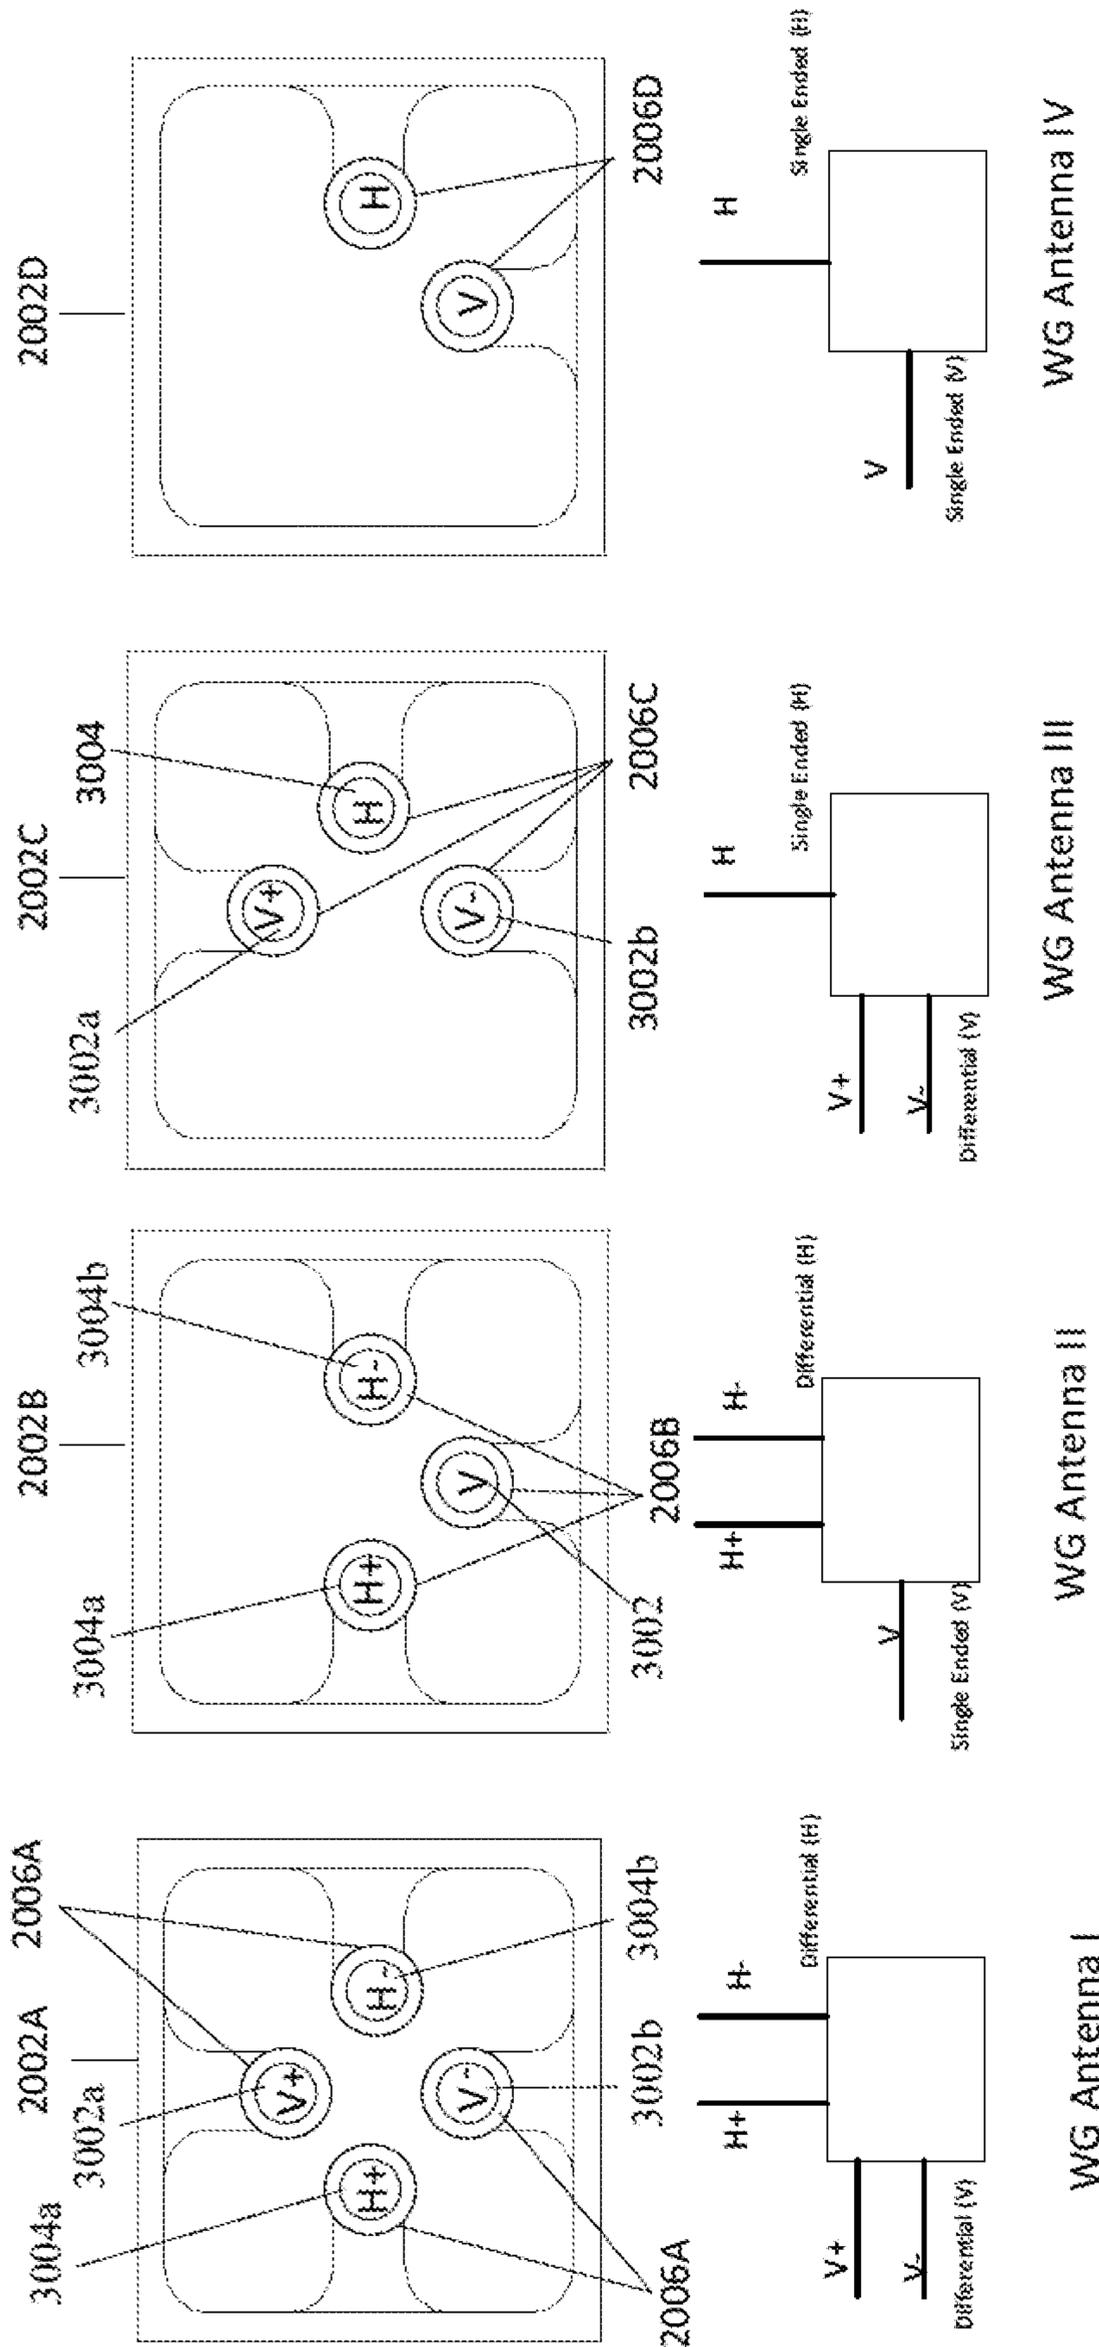 2002A
2006A
3002a
3004a
V+
H-
H+
V-
2006A
3002b
3004b
H+
H-
Differential (H)
V+
V-
Differential (V)
WG Antenna I
2002B
3004a
3004b
H+
H-
V
3002
2006B
H+
H-
Differential (H)
V
Single Ended (V)
WG Antenna II
2002C
3002a
3004
V+
H
V-
3002b
2006C
H
Single Ended (H)
V+
V-
Differential (V)
WG Antenna III
2002D
H
V
2006D
H
Single Ended (H)
V
Single Ended (V)
WG Antenna IV